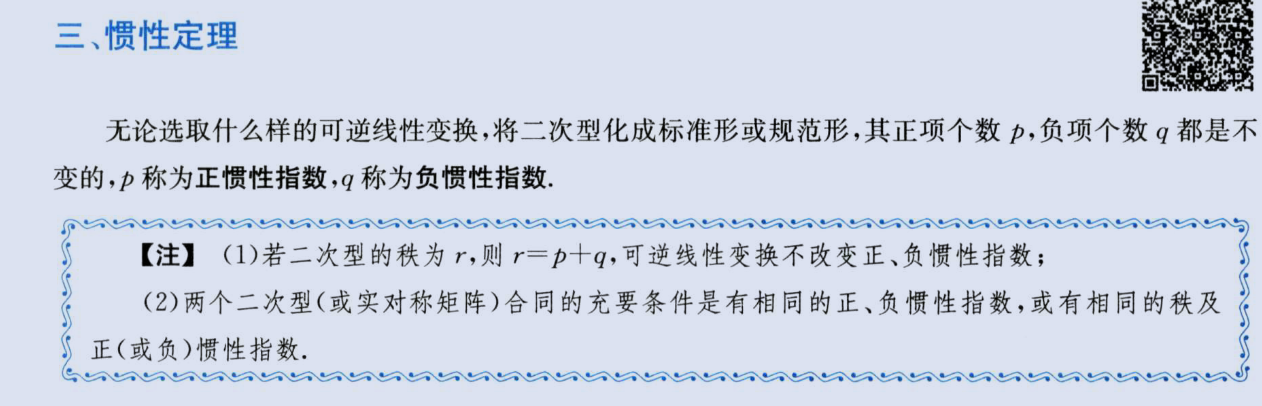 三、惯性定理
无论选取什么样的可逆线性变换,将二次型化成标准形或规范形,其正项个数 p,负项个数 q 都是不
变的,p 称为正惯性指数,q 称为负惯性指数.
【注】 (1)若二次型的秩为 r,则 r=p+q,可逆线性变换不改变正、负惯性指数;
(2)两个二次型(或实对称矩阵)合同的充要条件是有相同的正、负惯性指数,或有相同的秩及
正(或负)惯性指数.